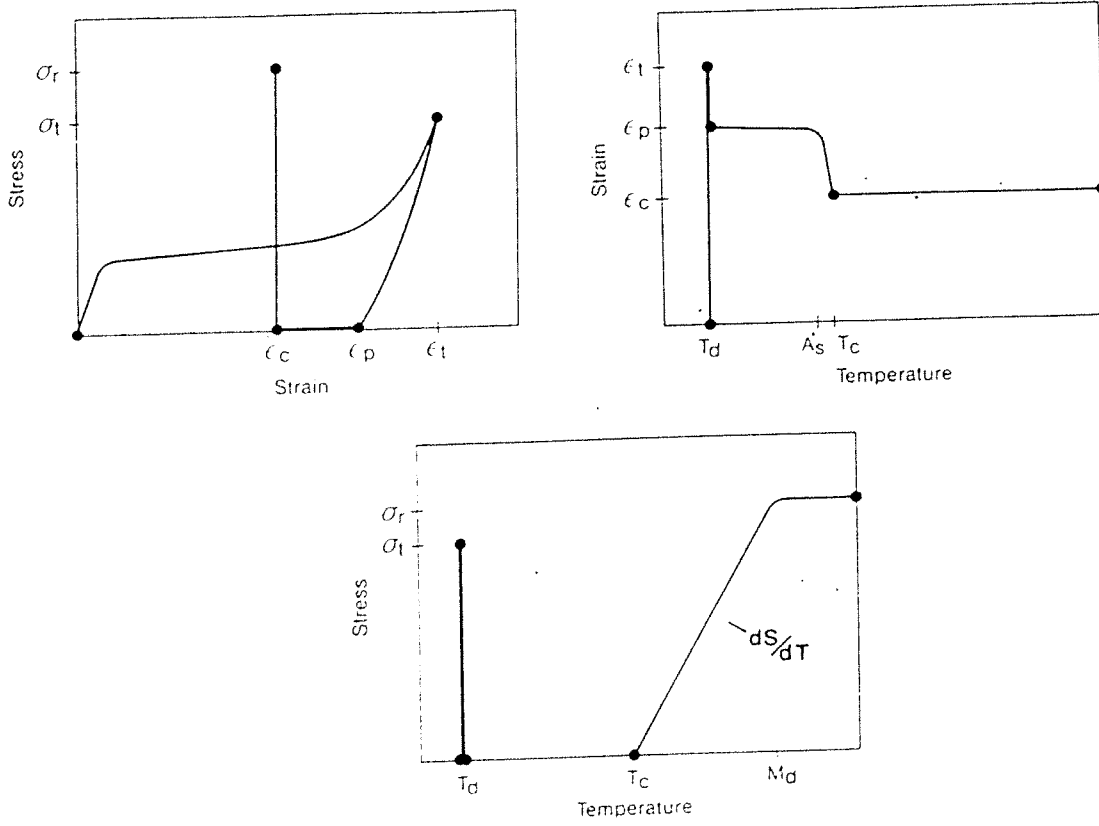 σr
σt
Stress
εc εp εt
Strain
εt
εp
εc
Strain
Td As Tc
Temperature
σr
σt
Stress
dS/dT
Td Tc Md
Temperature